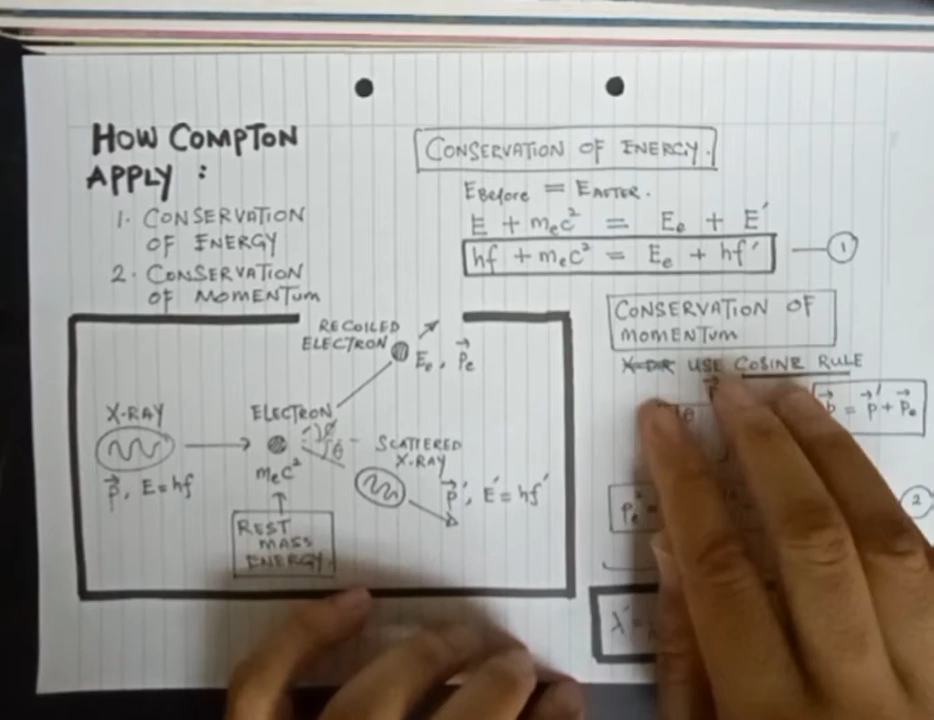 HOW COMPTON
APPLY :
1. CONSERVATION
OF ENERGY
2. CONSERVATION
OF MOMENTUM
CONSERVATION OF ENERGY.
EBefore = EAFTER.
E + mₑc² = Eₑ + E′
hf + mₑc² = Eₑ + hf′
1
CONSERVATION OF
MOMENTUM
USE COSINE RULE
θ
p⃗ = p⃗′ + p⃗ₑ
pₑ² =
2
λ′ =
RECOILED
ELECTRON
Eₑ, p⃗ₑ
X-RAY
p⃗, E = hf
ELECTRON
mₑc²
θ
SCATTERED
X-RAY
p⃗′, E′ = hf′
REST
MASS
ENERGY.